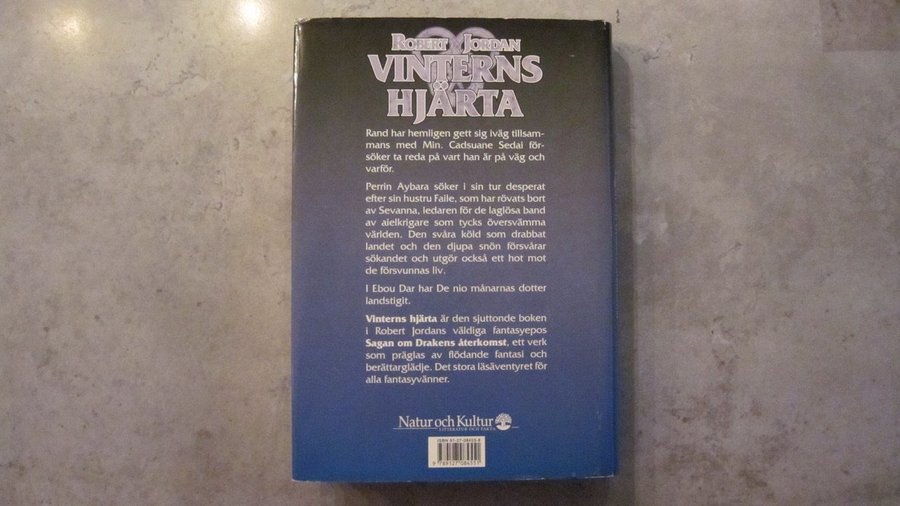 ROBERT JORDAN
VINTERNS
HJÄRTA
Rand har hemligen gett sig iväg tillsam-
mans med Min. Cadsuane Sedai för-
söker ta reda på vart han är på väg och
varför.
Perrin Aybara söker i sin tur desperat
efter sin hustru Faile, som har rövats bort
av Sevanna, ledaren för de laglösa band
av aielkrigare som tycks översvämma
världen. Den svåra köld som drabbat
landet och den djupa snön försvårar
sökandet och utgör också ett hot mot
de försvunnas liv.
I Ebou Dar har De nio månarnas dotter
landstigit.
Vinterns hjärta är den sjuttonde boken
i Robert Jordans väldiga fantasyepos
Sagan om Drakens återkomst, ett verk
som präglas av flödande fantasi och
berättarglädje. Det stora läsäventyret för
alla fantasyvänner.
Natur och Kultur
LITTERATUR OCH FAKTA